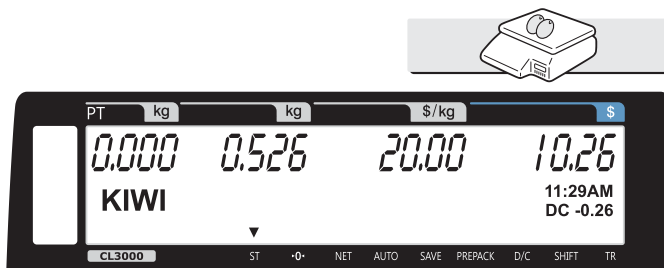 PT kg kg $/kg $
0.000 0.526 20.00 10.26
KIWI 11:29AM
DC -0.26
CL3000 ST •0• NET AUTO SAVE PREPACK D/C SHIFT TR